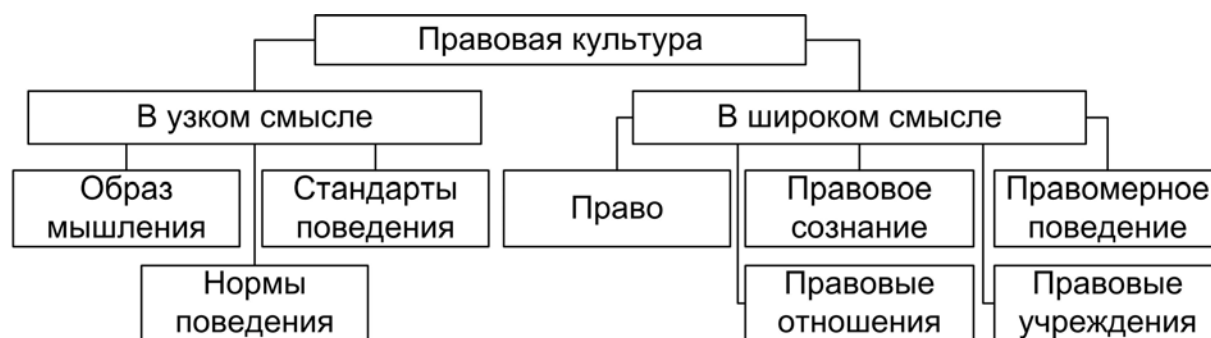 Правовая культура
В узком смысле
В широком смысле
Образ
мышления
Стандарты
поведения
Право
Правовое
сознание
Правомерное
поведение
Нормы
поведения
Правовые
отношения
Правовые
учреждения